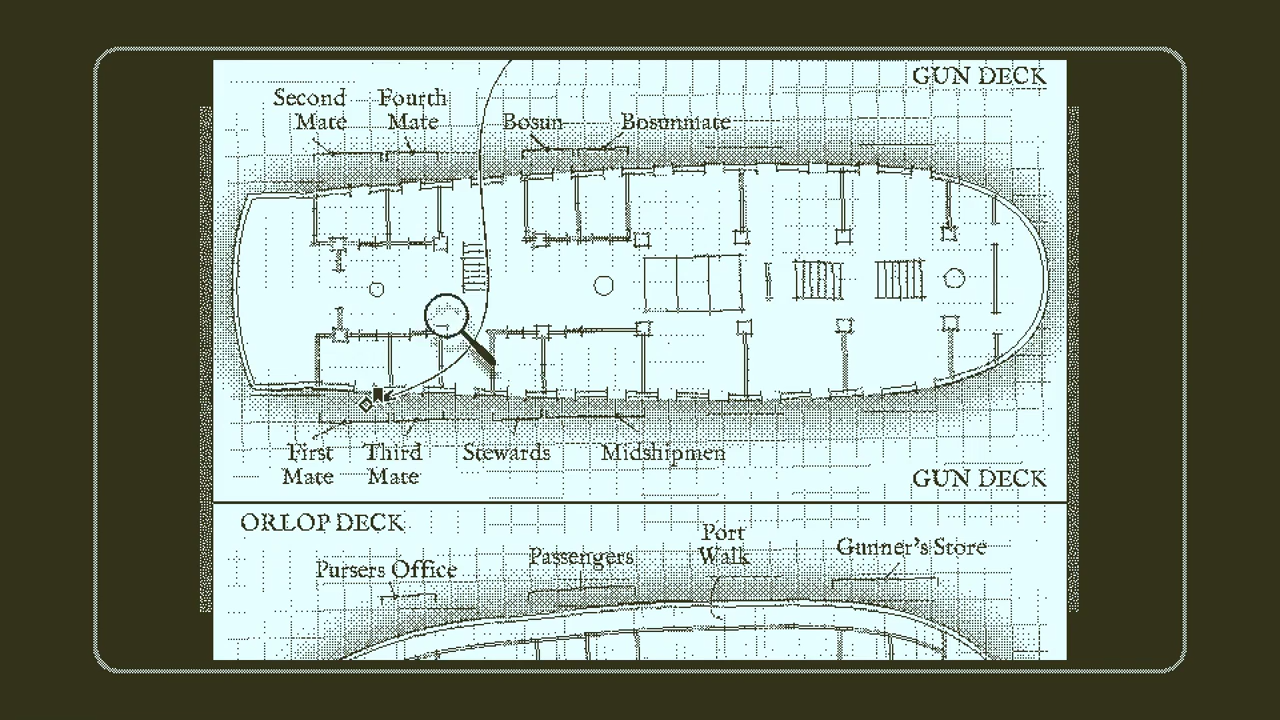 GUN DECK
Second
Mate
Fourth
Mate
Bosun
Bosunmate
First
Mate
Third
Mate
Stewards
Midshipmen
GUN DECK
ORLOP DECK
Pursers Office
Passengers
Port
Walk
Gunner's Store